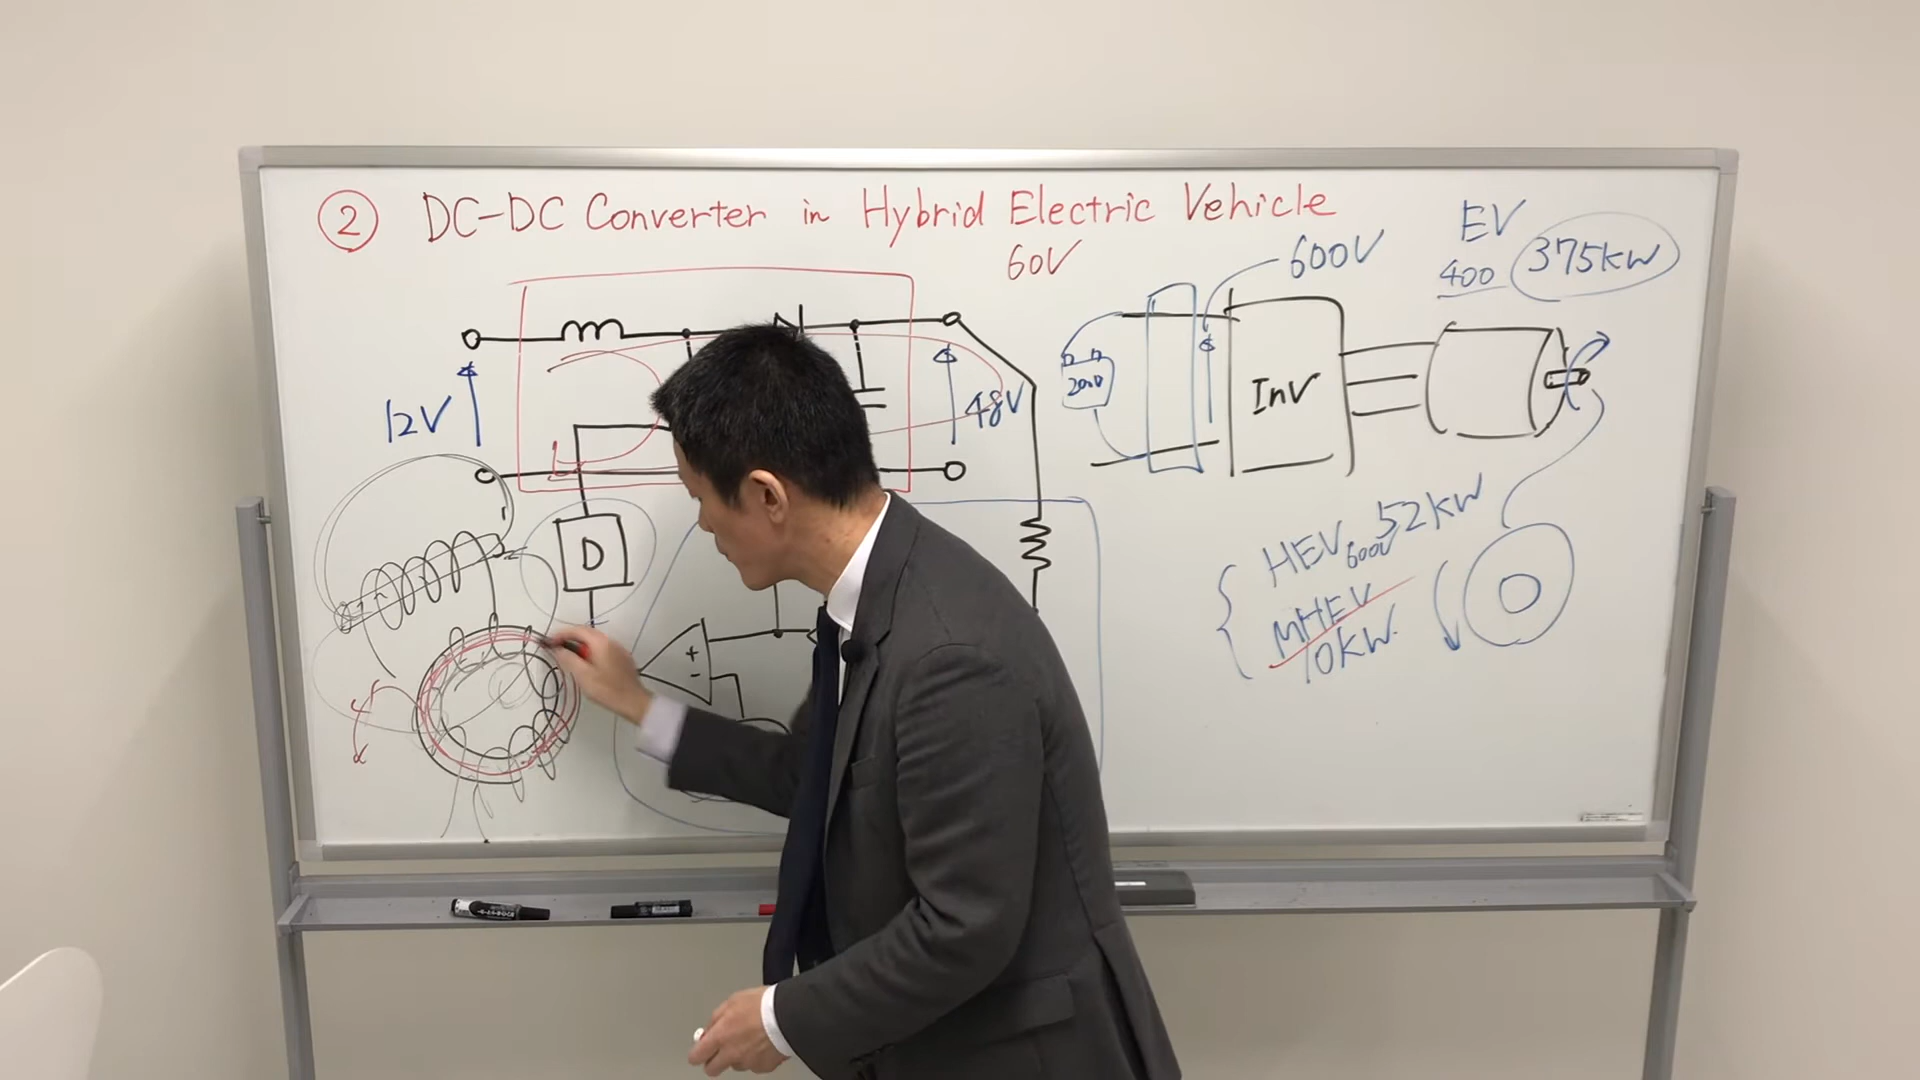 ② DC-DC Converter in Hybrid Electric Vehicle
60V
600V
EV
400
375kW
12V
48V
200V
InV
D
+
-
HEV 600V 52kW
MHEV
10kW.